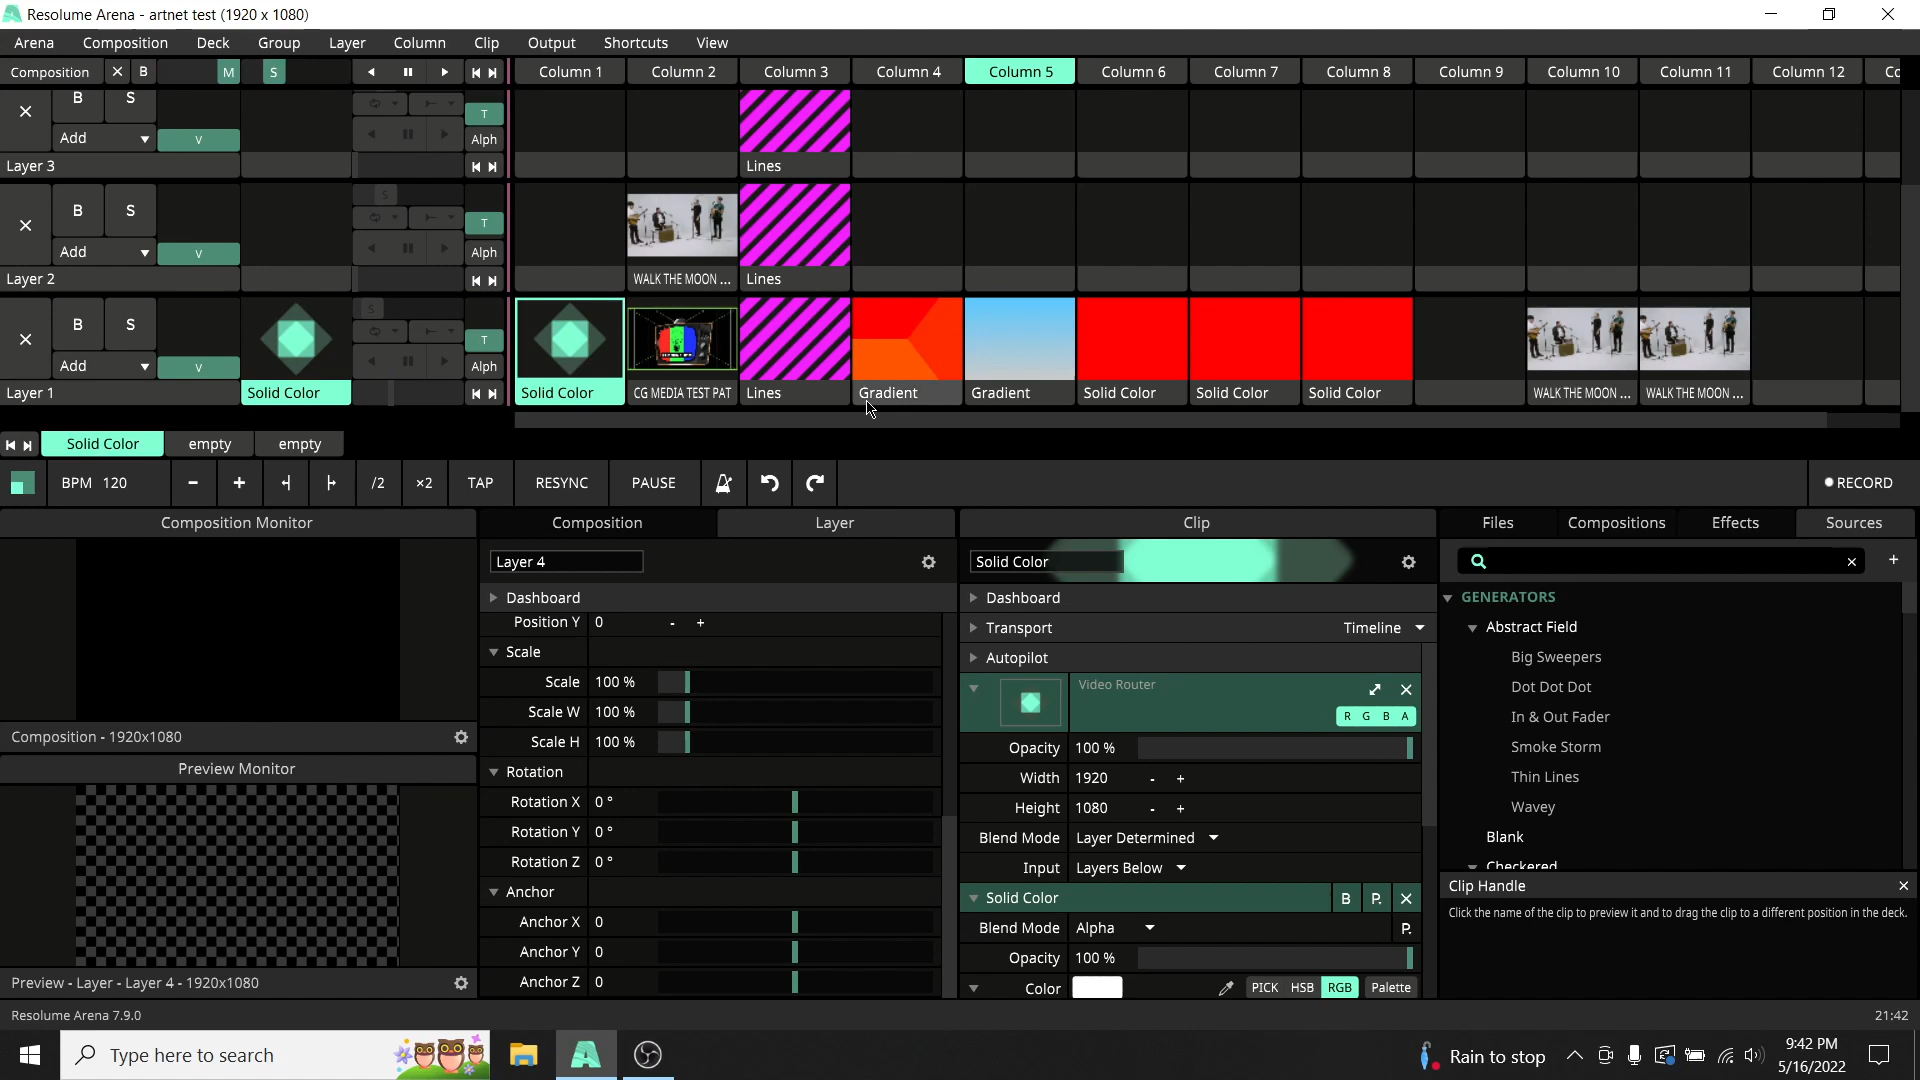 Resolume Arena - artnet test (1920 x 1080)
Arena Composition Deck Group Layer Column Clip Output Shortcuts View
Composition X B M S Column 1 Column 2 Column 3 Column 4 Column 5 Column 6 Column 7 Column 8 Column 9 Column 10 Column 11 Column 12 Co
B S T
Add V Alph
Layer 3 Lines
S
B S T
Add V Alph
Layer 2 WALK THE MOON ... Lines
S
B S T
Add V Alph
Layer 1 Solid Color Solid Color CG MEDIA TEST PAT Lines Gradient Gradient Solid Color Solid Color Solid Color WALK THE MOON ... WALK THE MOON ...
Solid Color empty empty
BPM 120 - + /2 ×2 TAP RESYNC PAUSE RECORD
Composition Monitor Composition Layer Clip Files Compositions Effects Sources
Layer 4 Solid Color
Dashboard Dashboard GENERATORS
Position Y 0 - + Transport Timeline Abstract Field
Scale Autopilot Big Sweepers
Scale 100 % Video Router Dot Dot Dot
Scale W 100 % R G B A In & Out Fader
Composition - 1920x1080 Scale H 100 % Opacity 100 % Smoke Storm
Preview Monitor Rotation Width 1920 - + Thin Lines
Rotation X 0 ° Height 1080 - + Wavey
Rotation Y 0 ° Blend Mode Layer Determined Blank
Rotation Z 0 ° Input Layers Below Checkered
Anchor Solid Color B P. Clip Handle
Anchor X 0 Blend Mode Alpha P. Click the name of the clip to preview it and to drag the clip to a different position in the deck.
Anchor Y 0 Opacity 100 %
Preview - Layer - Layer 4 - 1920x1080 Anchor Z 0 Color PICK HSB RGB Palette
Resolume Arena 7.9.0 21:42
Type here to search Rain to stop 9:42 PM
5/16/2022